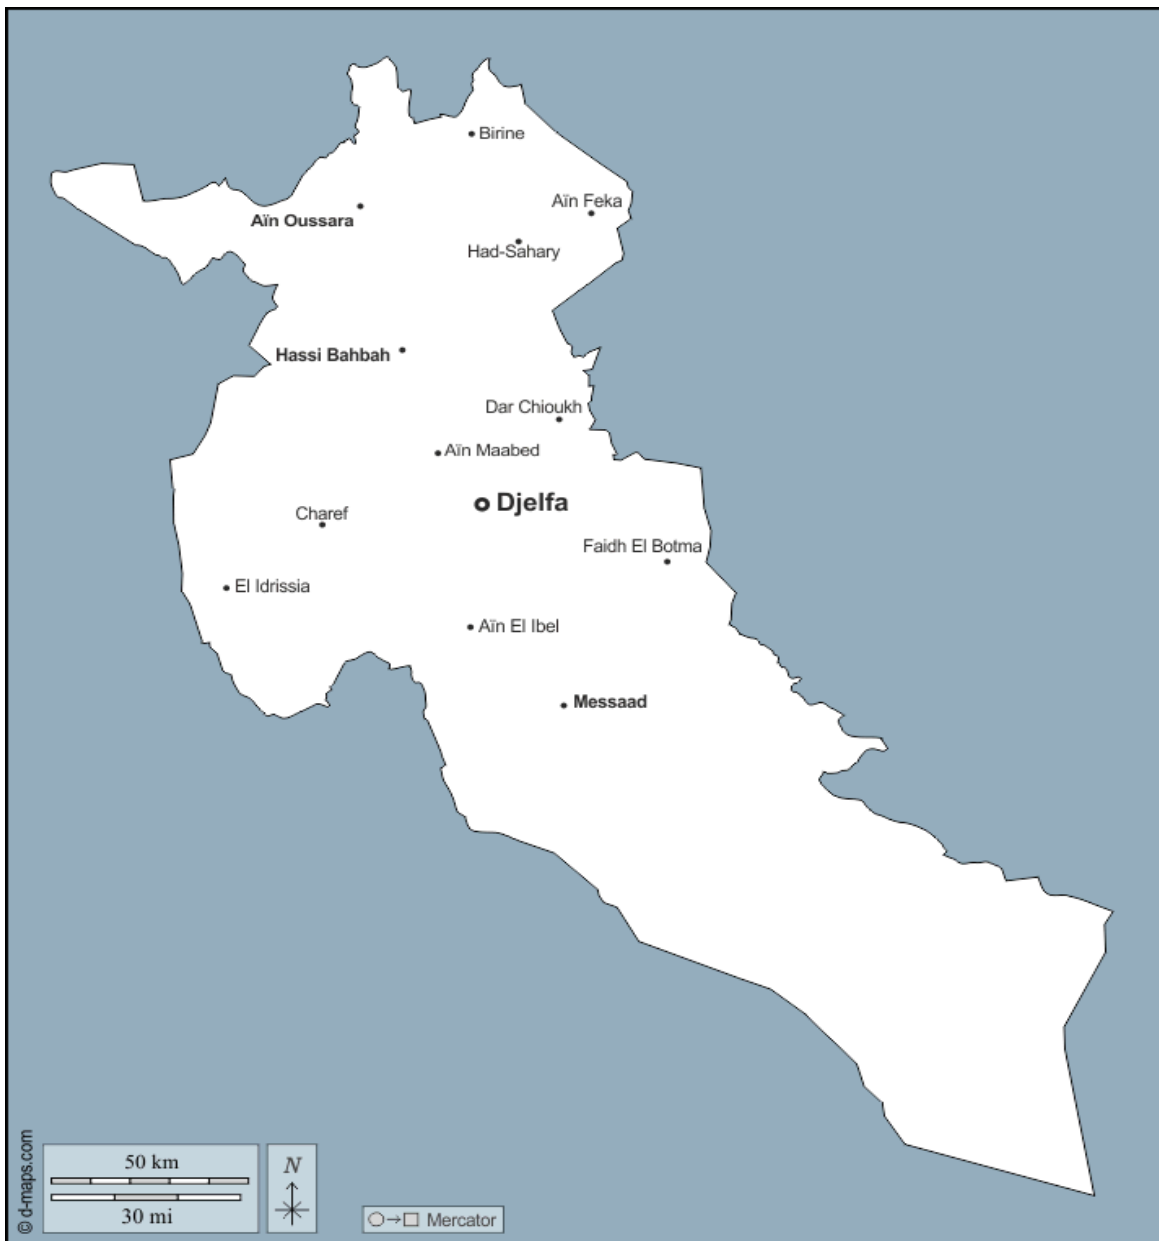 Birine
Aïn Feka
Aïn Oussara
Had-Sahary
Hassi Bahbah
Dar Chioukh
Aïn Maabed
Djelfa
Charef
Faidh El Botma
El Idrissia
Aïn El Ibel
Messaad
© d-maps.com
50 km
30 mi
N
Mercator